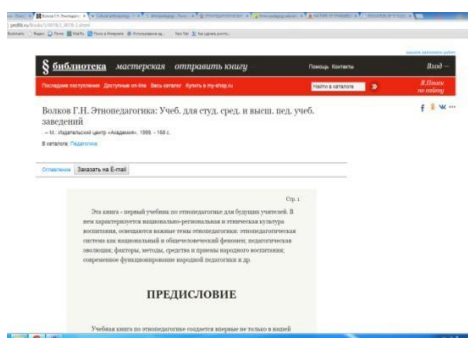 § библиотека мастерская отправить книгу
Помощь Контакты
Вход
Последние поступления Доступные on-line Весь каталог Купить в my-shop.ru
Найти в каталоге
Я.Поиск
по сайту
Волков Г.Н. Этнопедагогика: Учеб. для студ. сред. и высш. пед. учеб.
заведений
– М.: Издательский центр «Академия», 1999. - 168 с.
В каталоге: Педагогика
Оглавление Заказать на E-mail
Стр. 1
Эта книга - первый учебник по этнопедагогике для будущих учителей. В
нем характеризуется национально-региональная и этническая культура
воспитания, освещаются важные темы этнопедагогики: этнопедагогическая
система как национальный и общечеловеческий феномен; педагогическая
эволюция; факторы, методы, средства и приемы народного воспитания;
современное функционирование народной педагогики и др.
ПРЕДИСЛОВИЕ
Учебная книга по этнопедагогике создается впервые не только в нашей